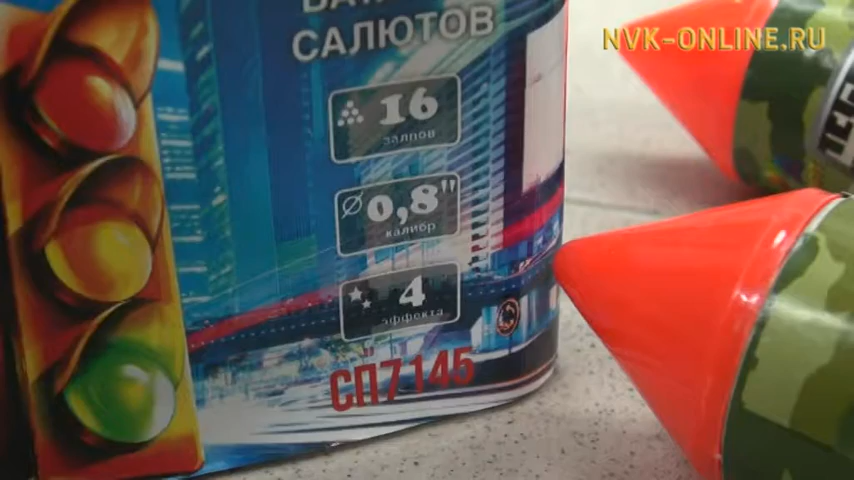 NVK-ONLINE.RU
САЛЮТОВ
16
залпов
0,8"
калибр
4
эффекта
СП7145